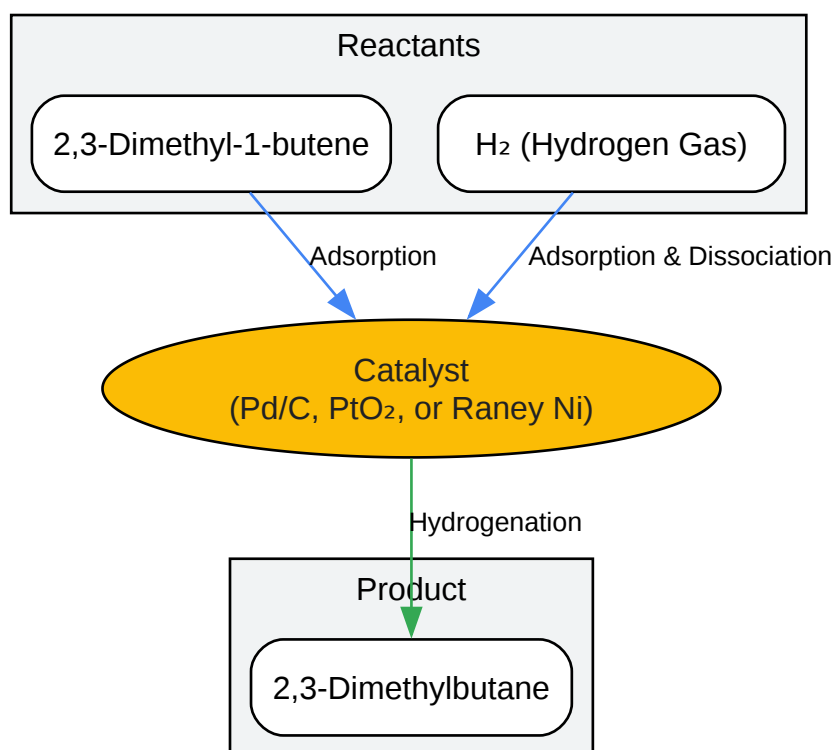 Reactants
2,3-Dimethyl-1-butene
H₂ (Hydrogen Gas)
Adsorption
Adsorption & Dissociation
Catalyst
(Pd/C, PtO₂, or Raney Ni)
Hydrogenation
Product
2,3-Dimethylbutane